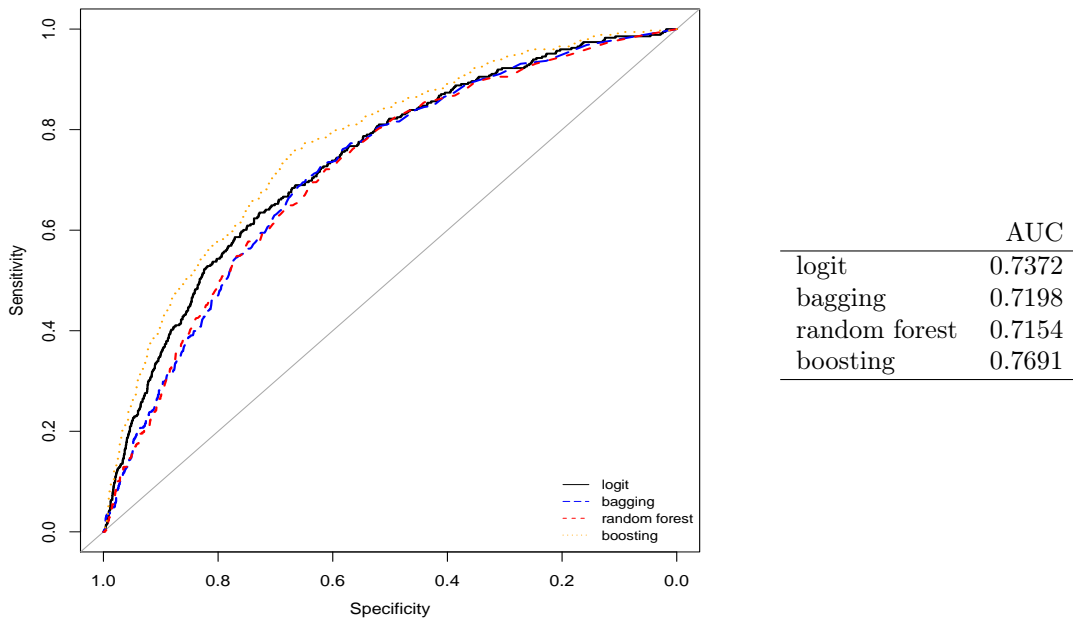 1.0
0.8
0.6
0.4
0.2
0.0
Sensitivity
1.0 0.8 0.6 0.4 0.2 0.0
Specificity
logit
bagging
random forest
boosting
AUC
logit 0.7372
bagging 0.7198
random forest 0.7154
boosting 0.7691